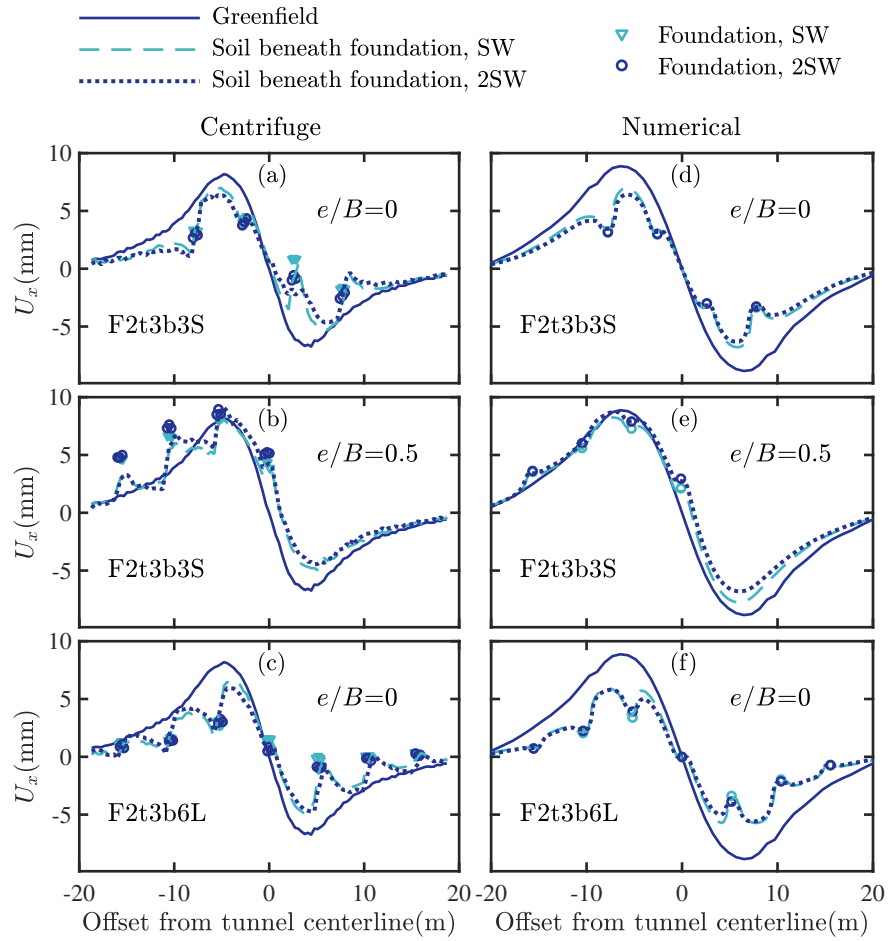 Greenfield
Soil beneath foundation, SW
Soil beneath foundation, 2SW
Foundation, SW
Foundation, 2SW
Centrifuge
Numerical
10
5
0
-5
U_x(mm)
(a)
e/B=0
F2t3b3S
(d)
e/B=0
F2t3b3S
10
5
0
-5
U_x(mm)
(b)
e/B=0.5
F2t3b3S
(e)
e/B=0.5
F2t3b3S
10
5
0
-5
U_x(mm)
(c)
e/B=0
F2t3b6L
(f)
e/B=0
F2t3b6L
-20 -10 0 10 20
-20 -10 0 10 20
Offset from tunnel centerline(m)
Offset from tunnel centerline(m)